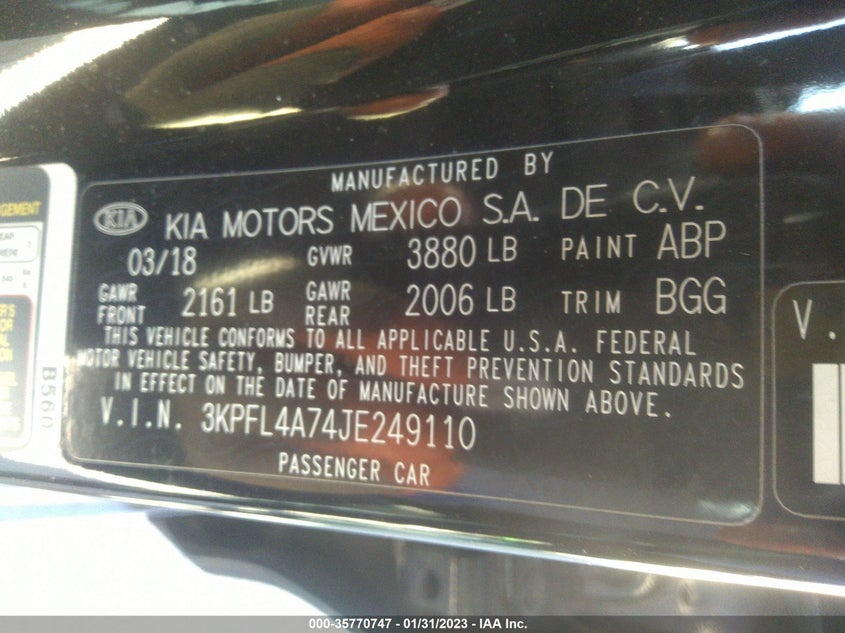 MANUFACTURED BY
KIA KIA MOTORS MEXICO S.A. DE C.V.
03/18 GVWR 3880 LB PAINT ABP
GAWR FRONT 2161 LB GAWR REAR 2006 LB TRIM BGG
THIS VEHICLE CONFORMS TO ALL APPLICABLE U.S.A. FEDERAL
MOTOR VEHICLE SAFETY, BUMPER, AND THEFT PREVENTION STANDARDS
IN EFFECT ON THE DATE OF MANUFACTURE SHOWN ABOVE.
V.I.N. 3KPFL4A74JE249110
PASSENGER CAR
B560
V.
000-35770747 - 01/31/2023 - IAA Inc.